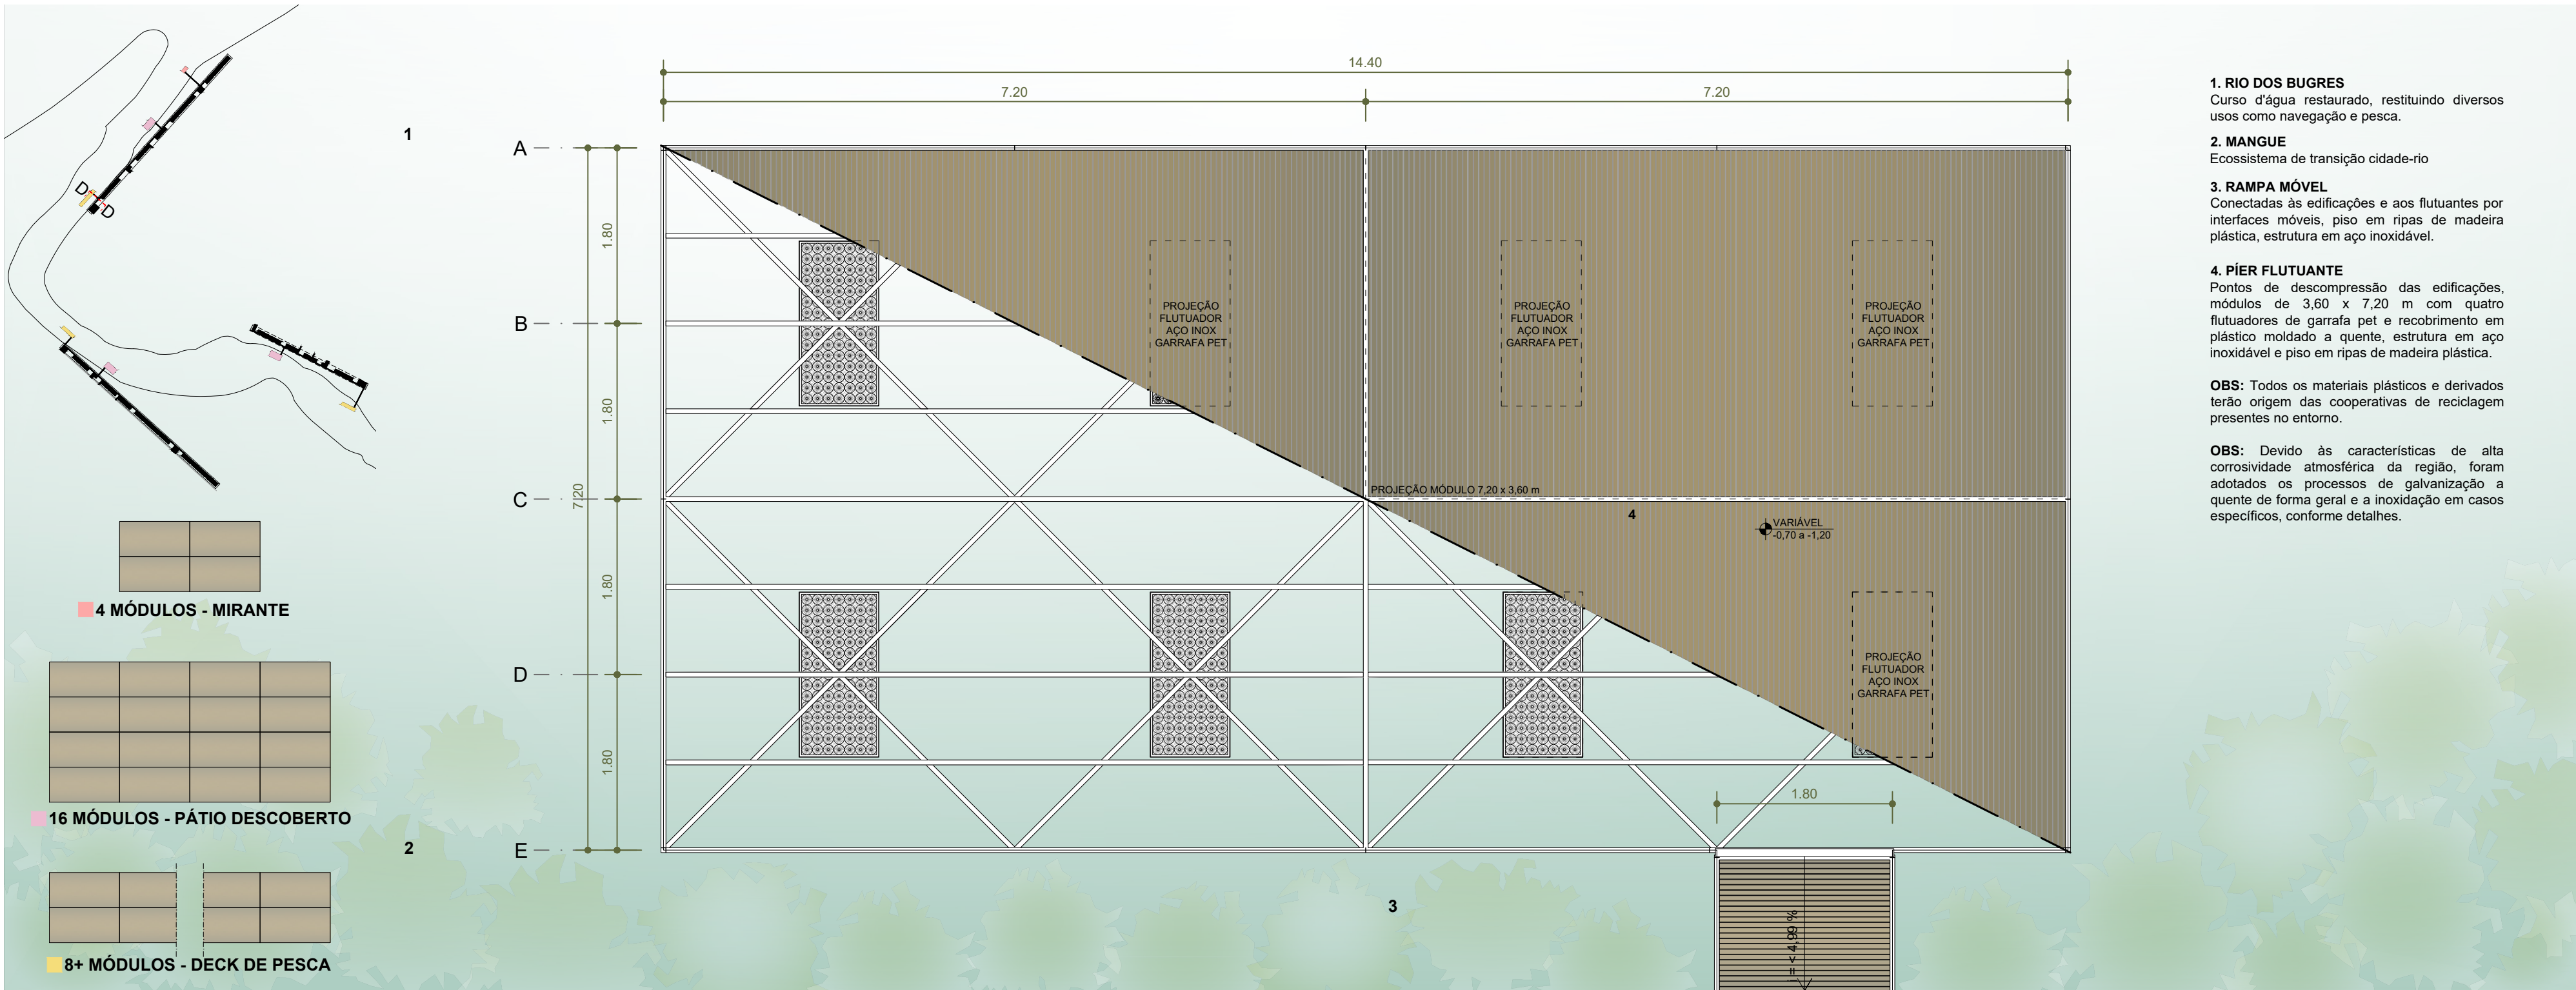 14.40
7.20
7.20
1
A
B
C
D
E
1.80
1.80
7.20
1.80
1.80
D
D
PROJEÇÃO
FLUTUADOR
AÇO INOX
GARRAFA PET
PROJEÇÃO
FLUTUADOR
AÇO INOX
GARRAFA PET
PROJEÇÃO
FLUTUADOR
AÇO INOX
GARRAFA PET
PROJEÇÃO MÓDULO 7,20 x 3,60 m
4
VARIÁVEL
-0,70 a -1,20
PROJEÇÃO
FLUTUADOR
AÇO INOX
GARRAFA PET
1.80
i = < 4,99 %
3
4 MÓDULOS - MIRANTE
16 MÓDULOS - PÁTIO DESCOBERTO
2
8+ MÓDULOS - DECK DE PESCA
1. RIO DOS BUGRES
Curso d'água restaurado, restituindo diversos
usos como navegação e pesca.
2. MANGUE
Ecossistema de transição cidade-rio
3. RAMPA MÓVEL
Conectadas às edificações e aos flutuantes por
interfaces móveis, piso em ripas de madeira
plástica, estrutura em aço inoxidável.
4. PÍER FLUTUANTE
Pontos de descompressão das edificações,
módulos de 3,60 x 7,20 m com quatro
flutuadores de garrafa pet e recobrimento em
plástico moldado a quente, estrutura em aço
inoxidável e piso em ripas de madeira plástica.
OBS: Todos os materiais plásticos e derivados
terão origem das cooperativas de reciclagem
presentes no entorno.
OBS: Devido às características de alta
corrosividade atmosférica da região, foram
adotados os processos de galvanização a
quente de forma geral e a inoxidação em casos
específicos, conforme detalhes.